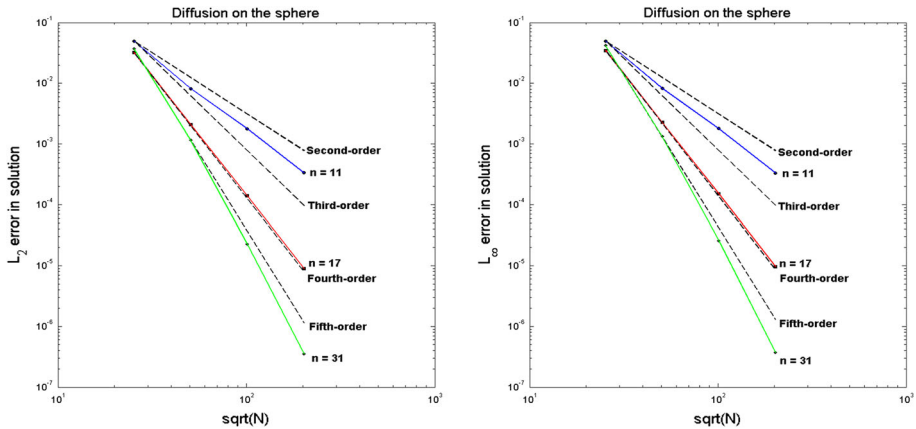 Diffusion on the sphere
10^-1
10^-2
10^-3
10^-4
10^-5
10^-6
10^-7
L_2 error in solution
Second-order
n = 11
Third-order
n = 17
Fourth-order
Fifth-order
n = 31
10^1
10^2
10^3
sqrt(N)
Diffusion on the sphere
10^-1
10^-2
10^-3
10^-4
10^-5
10^-6
10^-7
L_∞ error in solution
Second-order
n = 11
Third-order
n = 17
Fourth-order
Fifth-order
n = 31
10^1
10^2
10^3
sqrt(N)